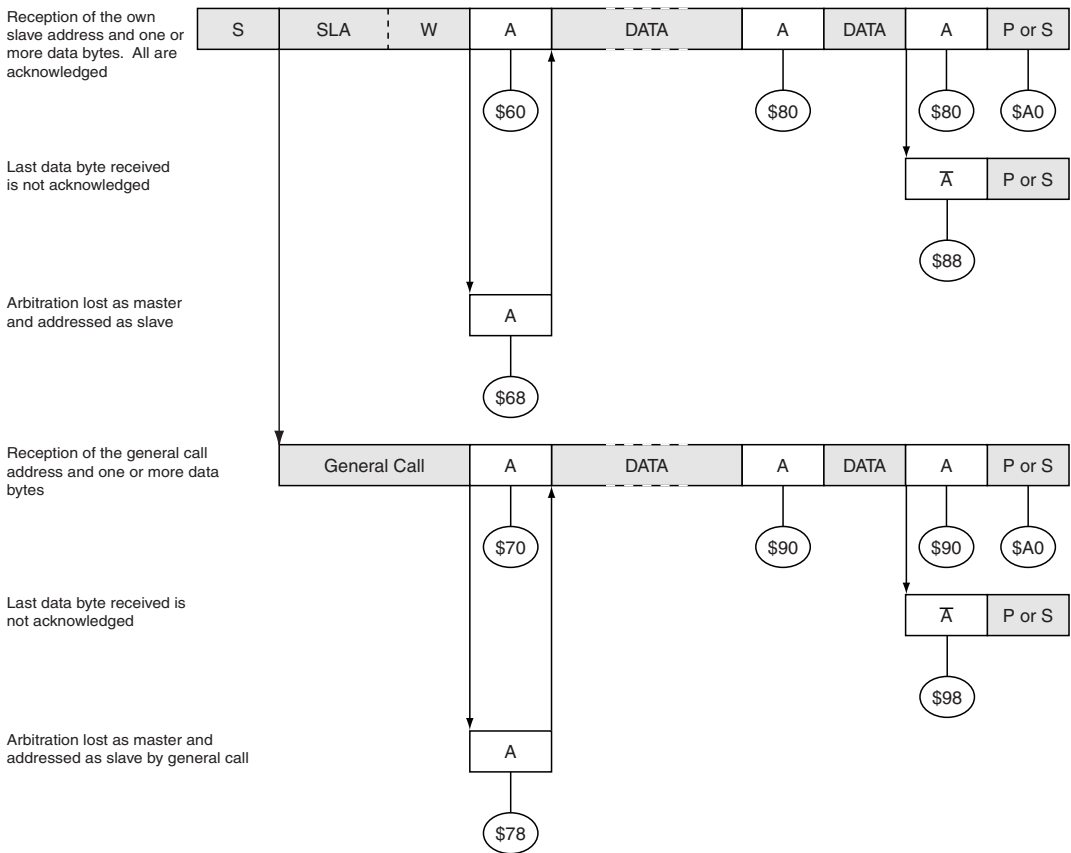 Reception of the own
slave address and one or
more data bytes. All are
acknowledged
S SLA W A DATA A DATA A P or S
$60 $80 $80 $A0
Last data byte received
is not acknowledged
A̅ P or S
$88
Arbitration lost as master
and addressed as slave
A
$68
Reception of the general call
address and one or more data
bytes
General Call A DATA A DATA A P or S
$70 $90 $90 $A0
Last data byte received is
not acknowledged
A̅ P or S
$98
Arbitration lost as master and
addressed as slave by general call
A
$78